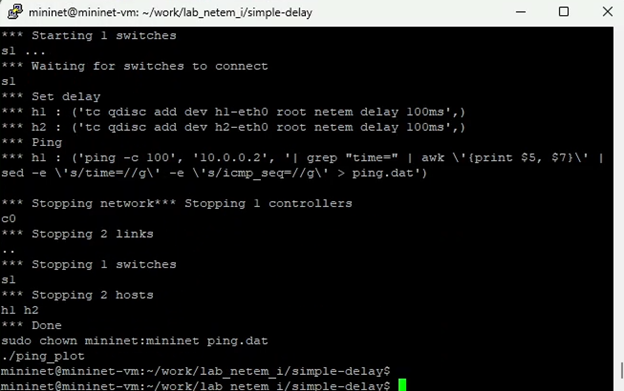 mininet@mininet-vm: ~/work/lab_netem_i/simple-delay
*** Starting 1 switches
s1 ...
*** Waiting for switches to connect
s1
*** Set delay
*** h1 : ('tc qdisc add dev h1-eth0 root netem delay 100ms',)
*** h2 : ('tc qdisc add dev h2-eth0 root netem delay 100ms',)
*** Ping
*** h1 : ('ping -c 100', '10.0.0.2', '| grep "time=" | awk \'{print $5, $7}\' |
sed -e \'s/time=//g\' -e \'s/icmp_seq=//g\' > ping.dat')
*** Stopping network*** Stopping 1 controllers
c0
*** Stopping 2 links
..
*** Stopping 1 switches
s1
*** Stopping 2 hosts
h1 h2
*** Done
sudo chown mininet:mininet ping.dat
./ping_plot
mininet@mininet-vm:~/work/lab_netem_i/simple-delay$
mininet@mininet-vm:~/work/lab_netem_i/simple-delay$